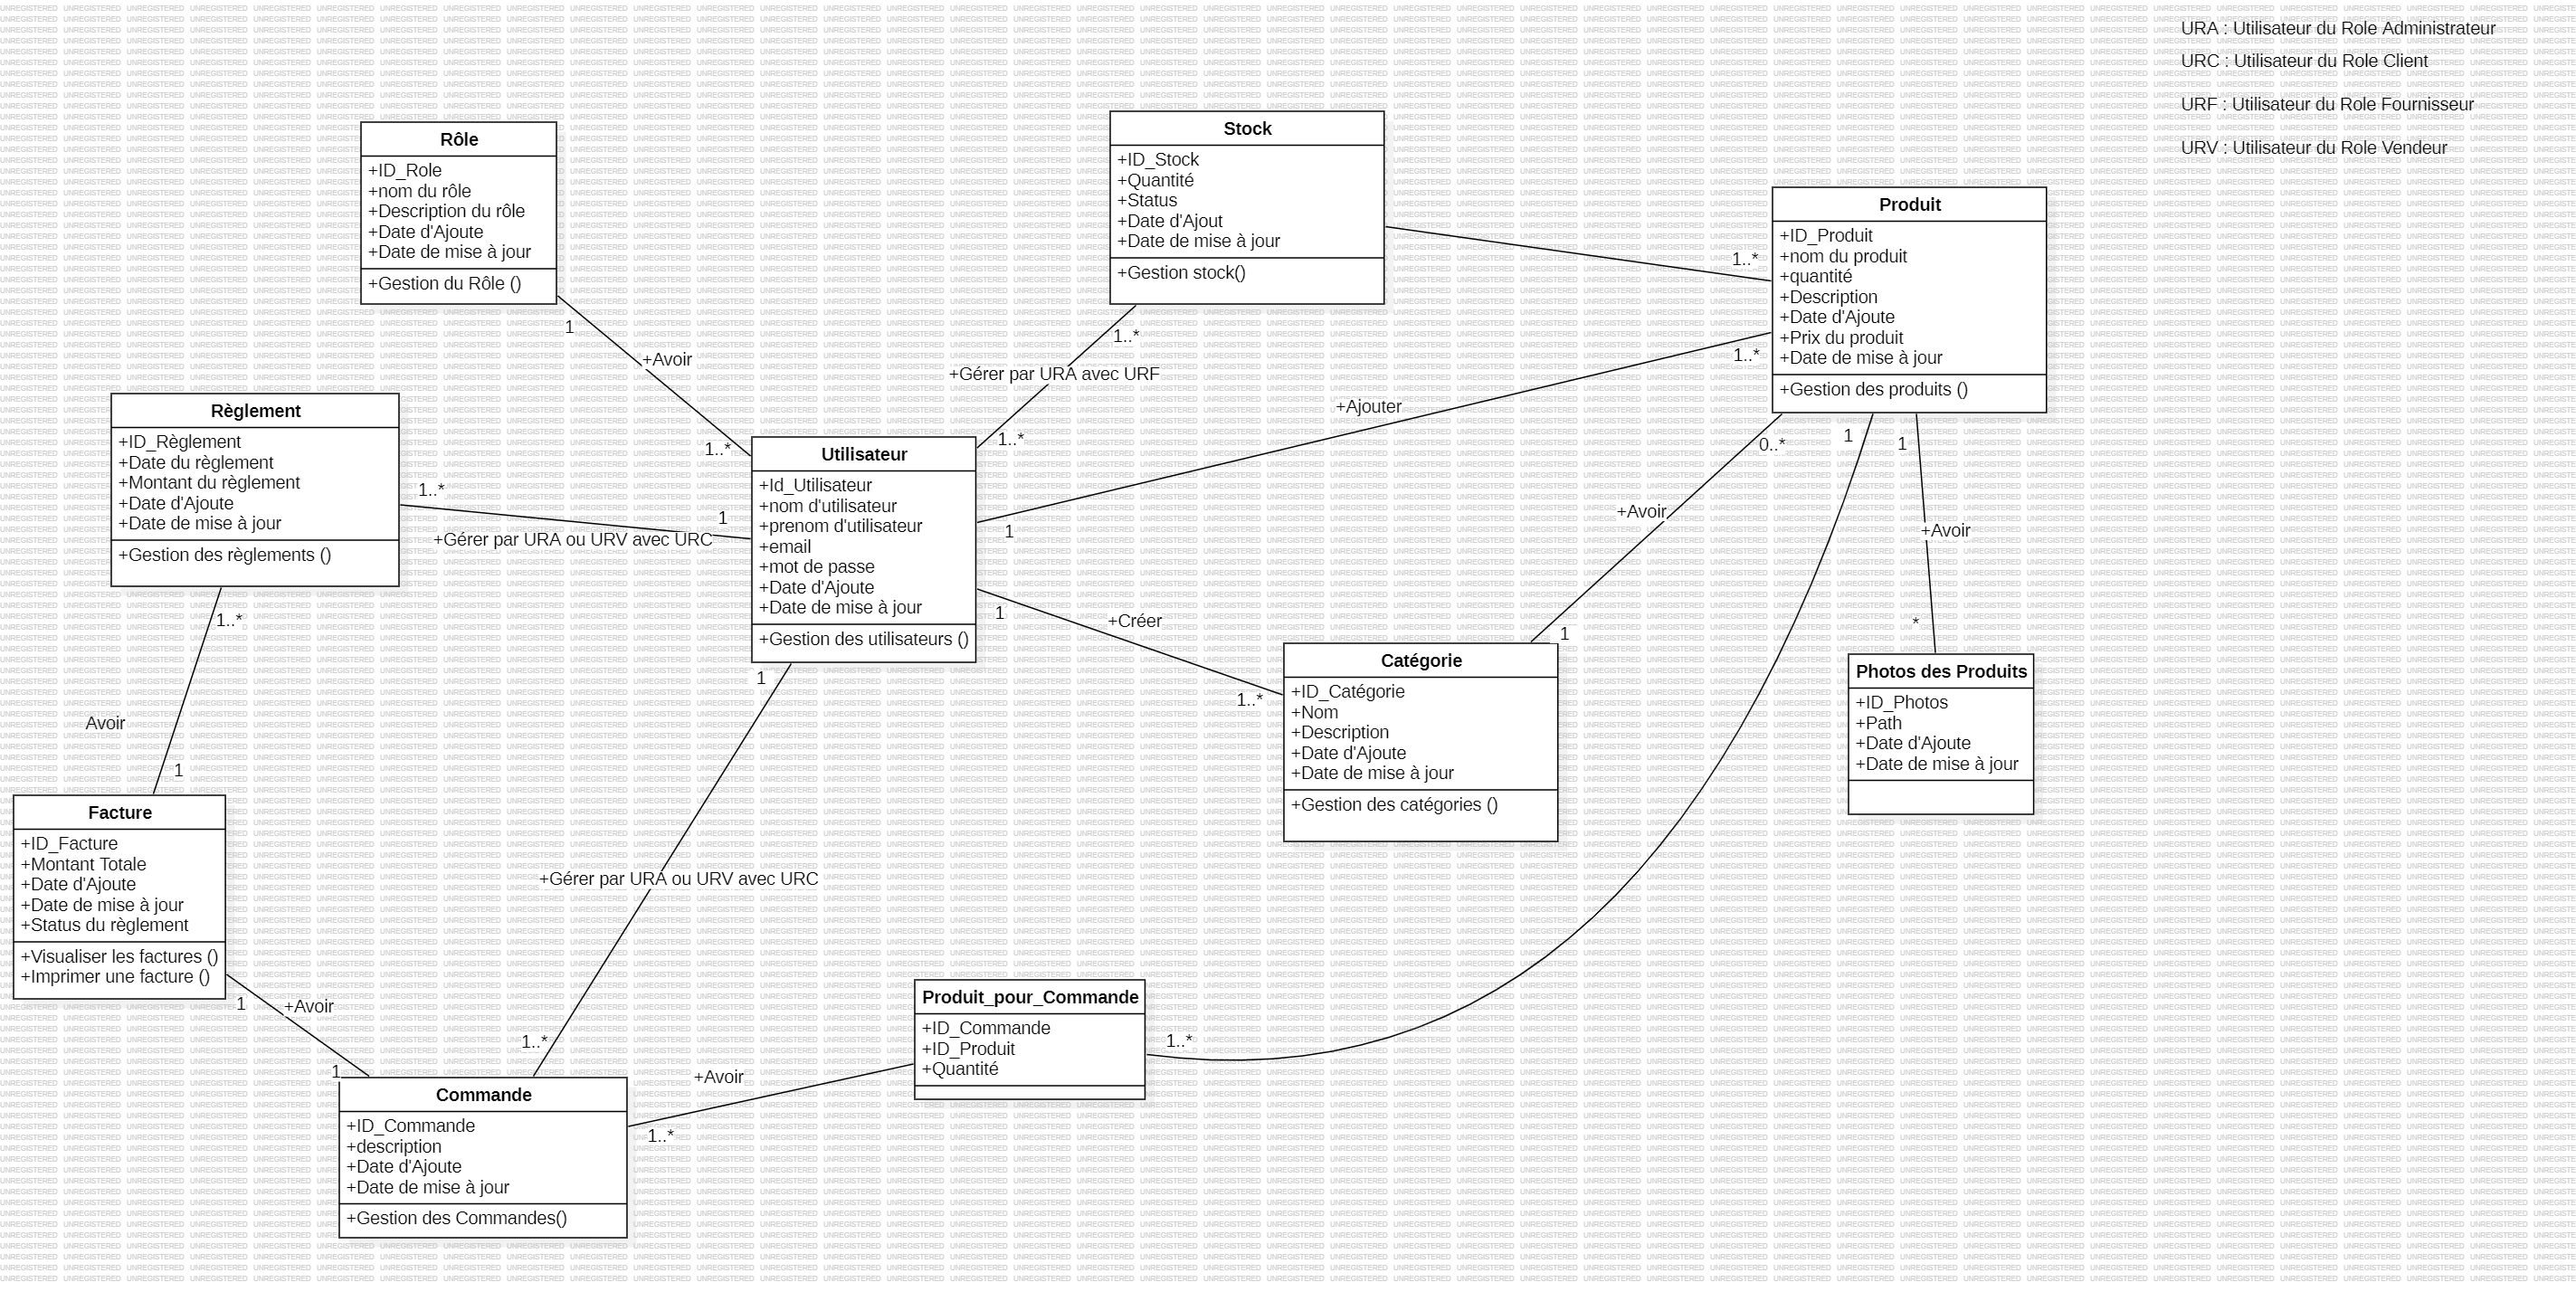 URA : Utilisateur du Role Administrateur
URC : Utilisateur du Role Client
URF : Utilisateur du Role Fournisseur
URV : Utilisateur du Role Vendeur
Rôle
+ID_Role
+nom du rôle
+Description du rôle
+Date d'Ajoute
+Date de mise à jour
+Gestion du Rôle ()
1
+Avoir
1..*
Stock
+ID_Stock
+Quantité
+Status
+Date d'Ajout
+Date de mise à jour
+Gestion stock()
1..*
+Gérer par URA avec URF
1..*
Produit
+ID_Produit
+nom du produit
+quantité
+Description
+Date d'Ajoute
+Prix du produit
+Date de mise à jour
+Gestion des produits ()
1..*
1..*
+Ajouter
1
0..*
+Avoir
1
1
1
+Avoir
*
Règlement
+ID_Règlement
+Date du règlement
+Montant du règlement
+Date d'Ajoute
+Date de mise à jour
+Gestion des règlements ()
1..*
1
+Gérer par URA ou URV avec URC
1..*
Avoir
1
Utilisateur
+Id_Utilisateur
+nom d'utilisateur
+prenom d'utilisateur
+email
+mot de passe
+Date d'Ajoute
+Date de mise à jour
+Gestion des utilisateurs ()
1
+Créer
1..*
1
+Gérer par URA ou URV avec URC
1..*
Catégorie
+ID_Catégorie
+Nom
+Description
+Date d'Ajoute
+Date de mise à jour
+Gestion des catégories ()
Photos des Produits
+ID_Photos
+Path
+Date d'Ajoute
+Date de mise à jour
Facture
+ID_Facture
+Montant Totale
+Date d'Ajoute
+Date de mise à jour
+Status du règlement
+Visualiser les factures ()
+Imprimer une facture ()
1
+Avoir
1
Produit_pour_Commande
+ID_Commande
+ID_Produit
+Quantité
1..*
+Avoir
1..*
Commande
+ID_Commande
+description
+Date d'Ajoute
+Date de mise à jour
+Gestion des Commandes()
UNREGISTERED